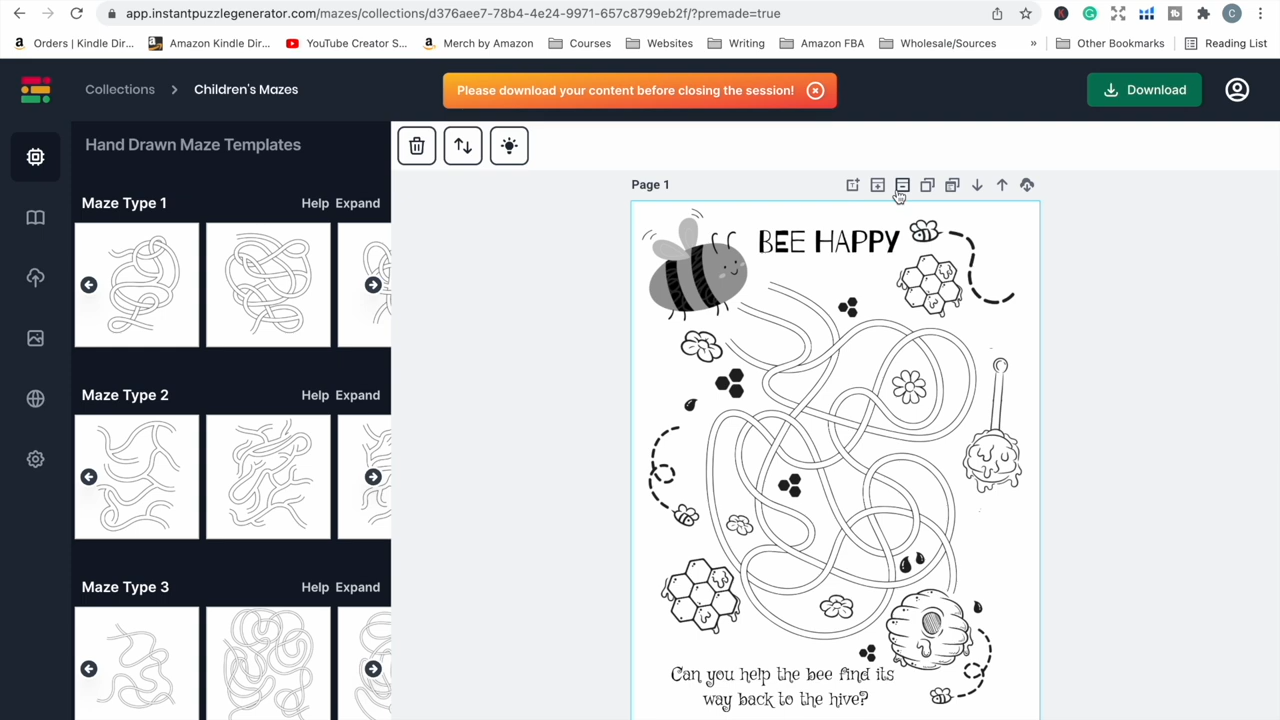 app.instantpuzzlegenerator.com/mazes/collections/d376aee7-78b4-4e24-9971-657c8799eb2f/?premade=true
Orders | Kindle Dir... Amazon Kindle Dir... YouTube Creator S... Merch by Amazon Courses Websites Writing Amazon FBA Wholesale/Sources » Other Bookmarks Reading List
Collections > Children's Mazes Please download your content before closing the session! Download
Hand Drawn Maze Templates
Page 1
Maze Type 1 Help Expand
BEE HAPPY
Maze Type 2 Help Expand
Maze Type 3 Help Expand
Can you help the bee find its
way back to the hive?